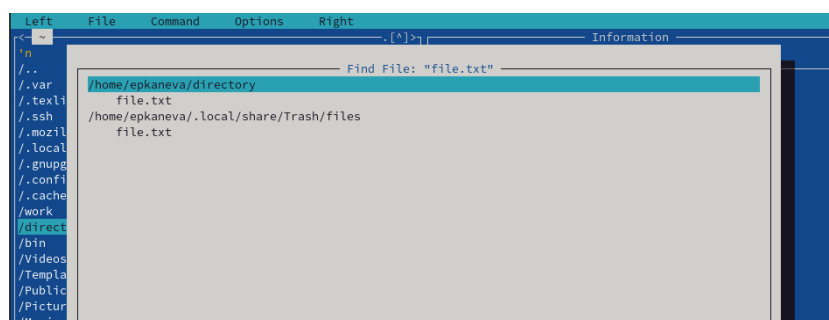 Left File Command Options Right
<- ~ .[^]> Information
'n
/..
Find File: "file.txt"
/.var /home/epkaneva/directory
/.texli file.txt
/.ssh /home/epkaneva/.local/share/Trash/files
/.mozil file.txt
/.local
/.gnupg
/.confi
/.cache
/work
/direct
/bin
/Videos
/Templa
/Public
/Pictur